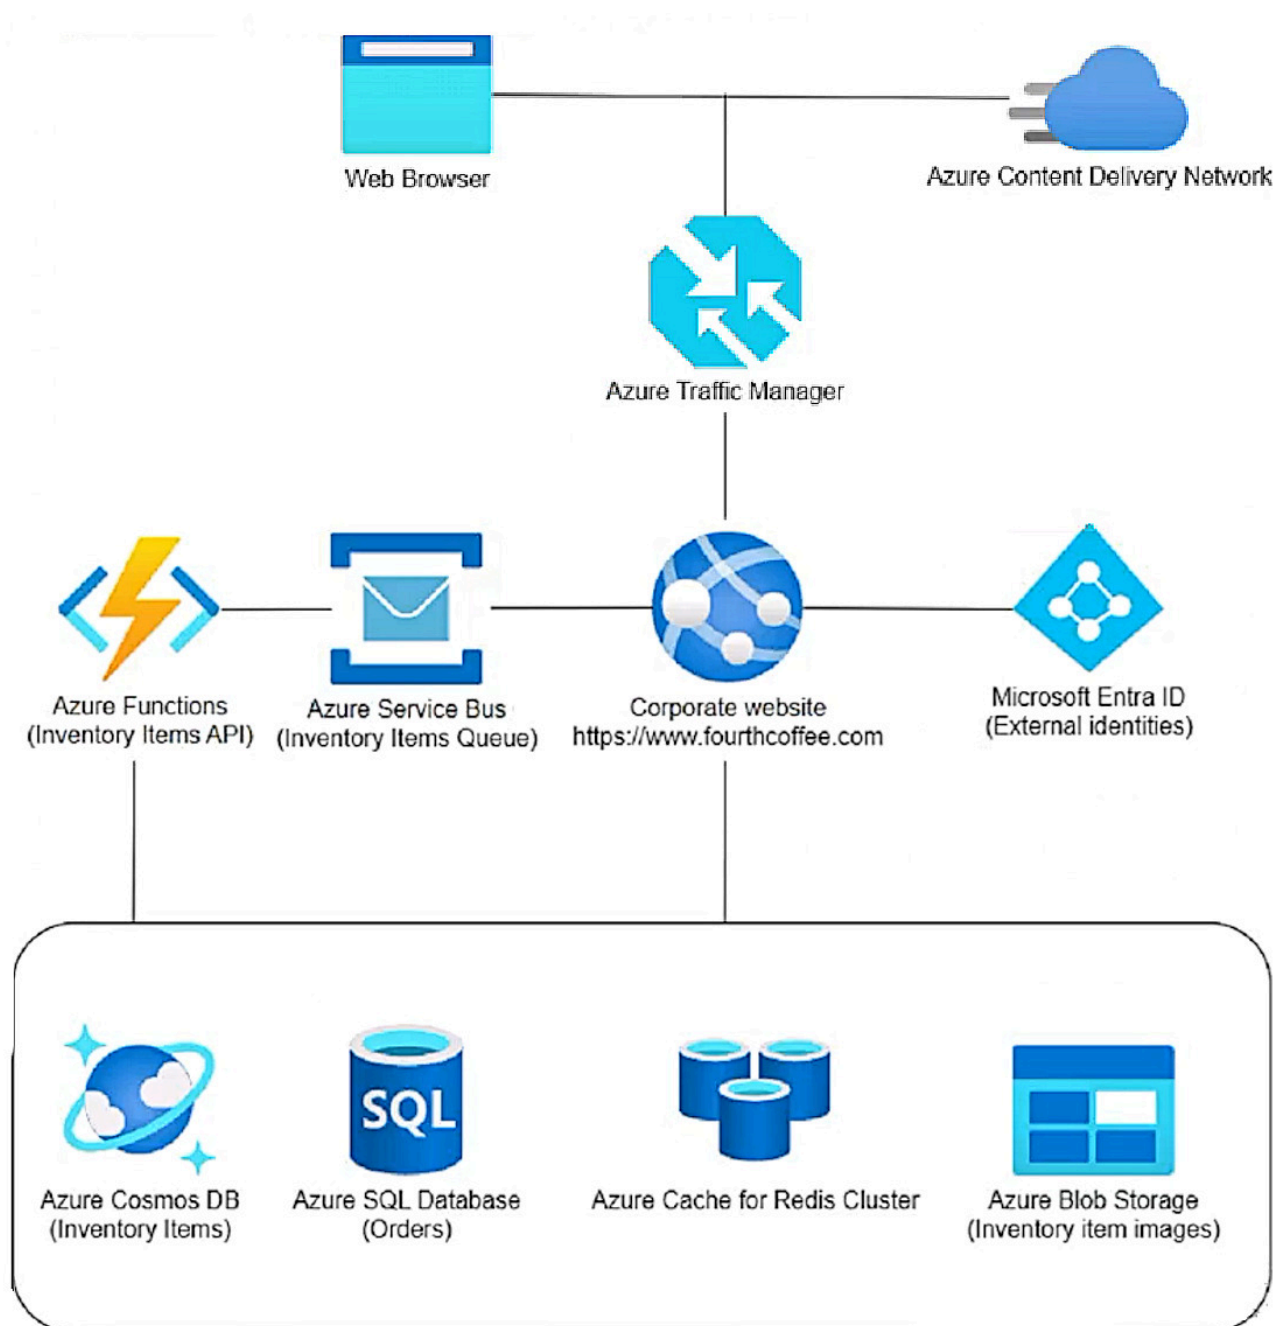 Web Browser
Azure Content Delivery Network
Azure Traffic Manager
Azure Functions
(Inventory Items API)
Azure Service Bus
(Inventory Items Queue)
Corporate website
https://www.fourthcoffee.com
Microsoft Entra ID
(External identities)
SQL
Azure Cosmos DB
(Inventory Items)
Azure SQL Database
(Orders)
Azure Cache for Redis Cluster
Azure Blob Storage
(Inventory item images)